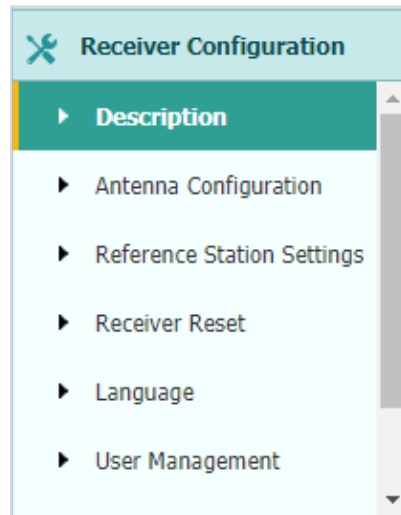 Receiver Configuration
Description
Antenna Configuration
Reference Station Settings
Receiver Reset
Language
User Management